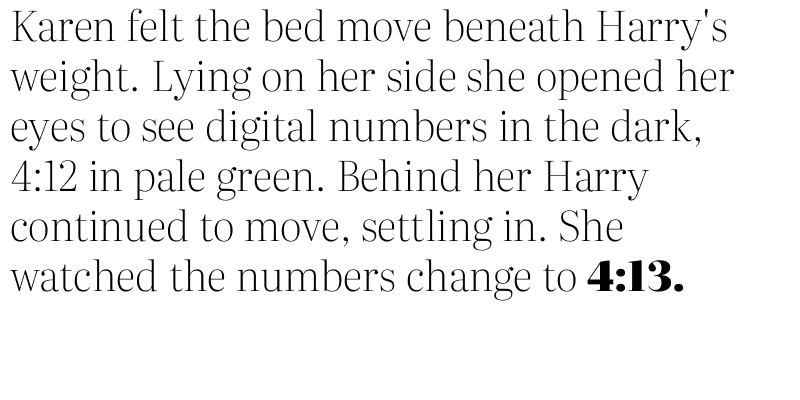 Karen felt the bed move beneath Harry's
weight. Lying on her side she opened her
eyes to see digital numbers in the dark,
4:12 in pale green. Behind her Harry
continued to move, settling in. She
watched the numbers change to 4:13.